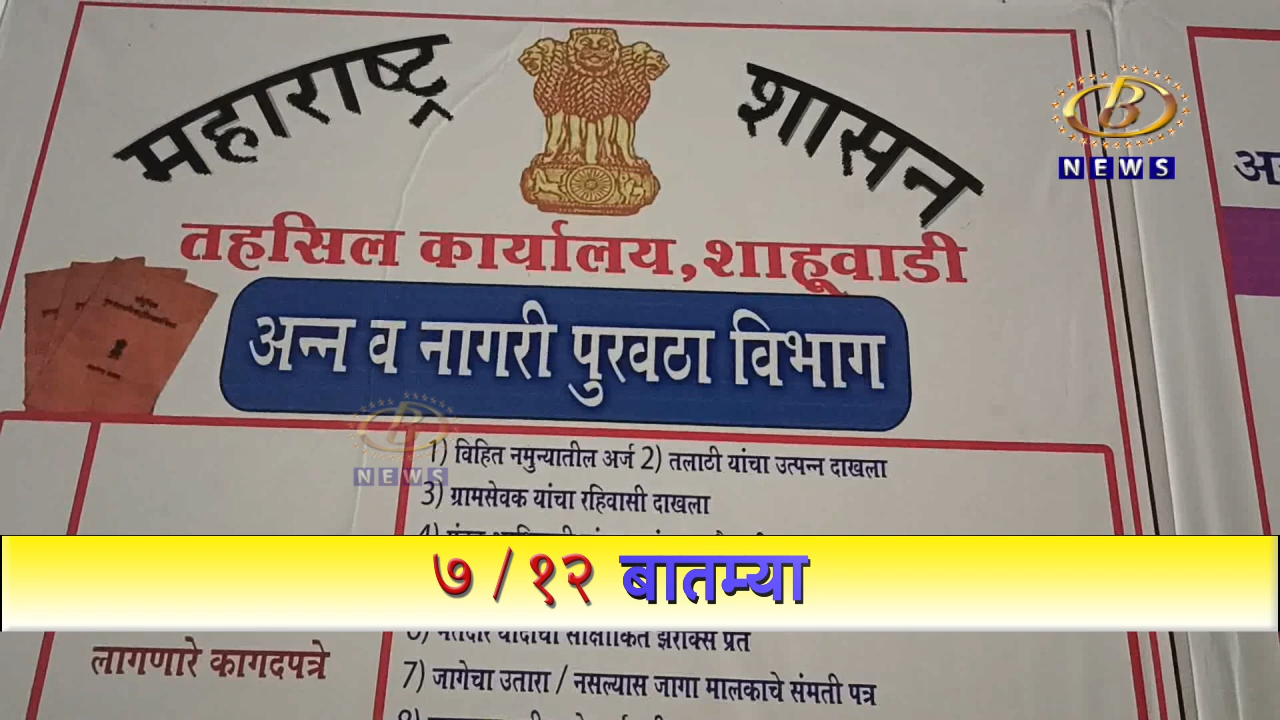 महाराष्ट्र शासन
तहसिल कार्यालय,शाहूवाडी
अन्न व नागरी पुरवठा विभाग
B
NEWS
B
NEWS
1) विहित नमुन्यातील अर्ज 2) तलाठी यांचा उत्पन्न दाखला
3) ग्रामसेवक यांचा रहिवासी दाखला
७ / १२ बातम्या
लागणारे कागदपत्रे
7) जागेचा उतारा / नसल्यास जागा मालकाचे संमती पत्र